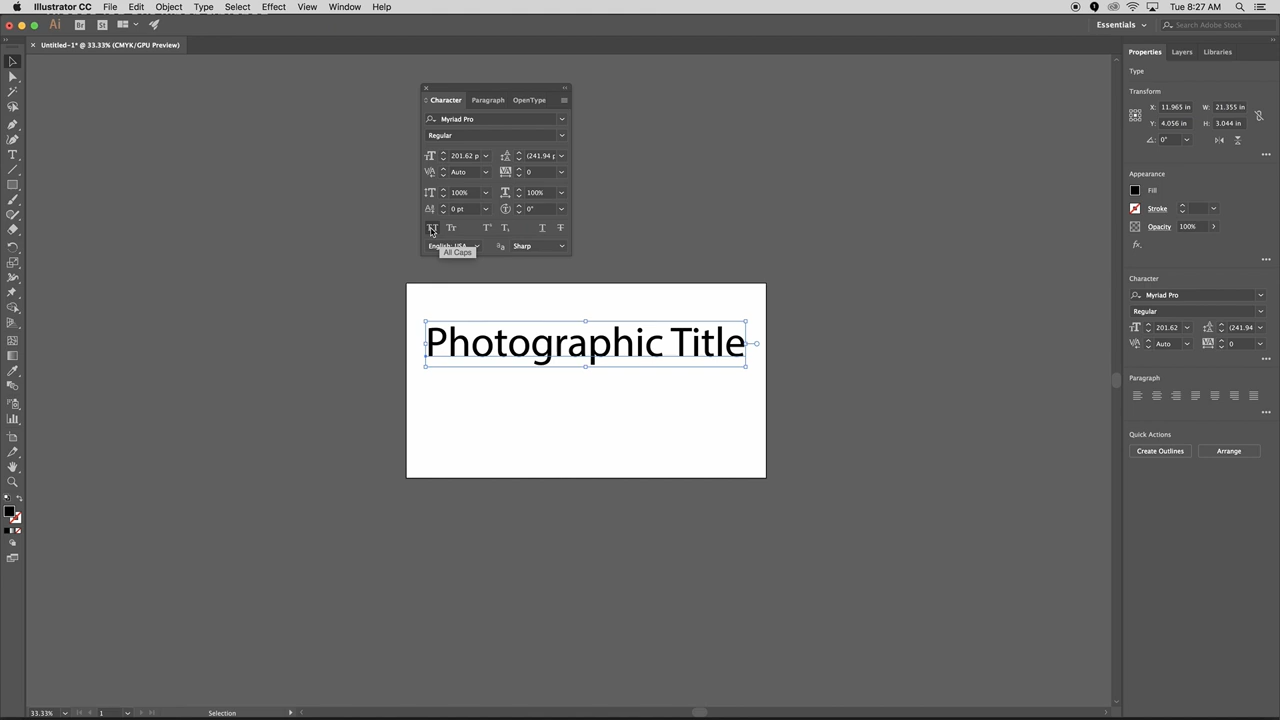 Illustrator CC File Edit Object Type Select Effect View Window Help Tue 8:27 AM
Ai Br St Essentials Search Adobe Stock
Untitled-1* @ 33.33% (CMYK/GPU Preview)
Properties Layers Libraries
Type
Transform
X: 11.965 in W: 21.355 in
Y: 4.056 in H: 3.044 in
0°
Appearance
Fill
Stroke
Opacity 100%
fx.
Character
Myriad Pro
Regular
201.62 (241.94
Auto 0
Paragraph
Quick Actions
Create Outlines Arrange
Character Paragraph OpenType
Myriad Pro
Regular
201.62 p (241.94 p
Auto 0
100% 100%
0 pt 0°
English: USA Sharp
All Caps
Photographic Title
33.33% 1 Selection